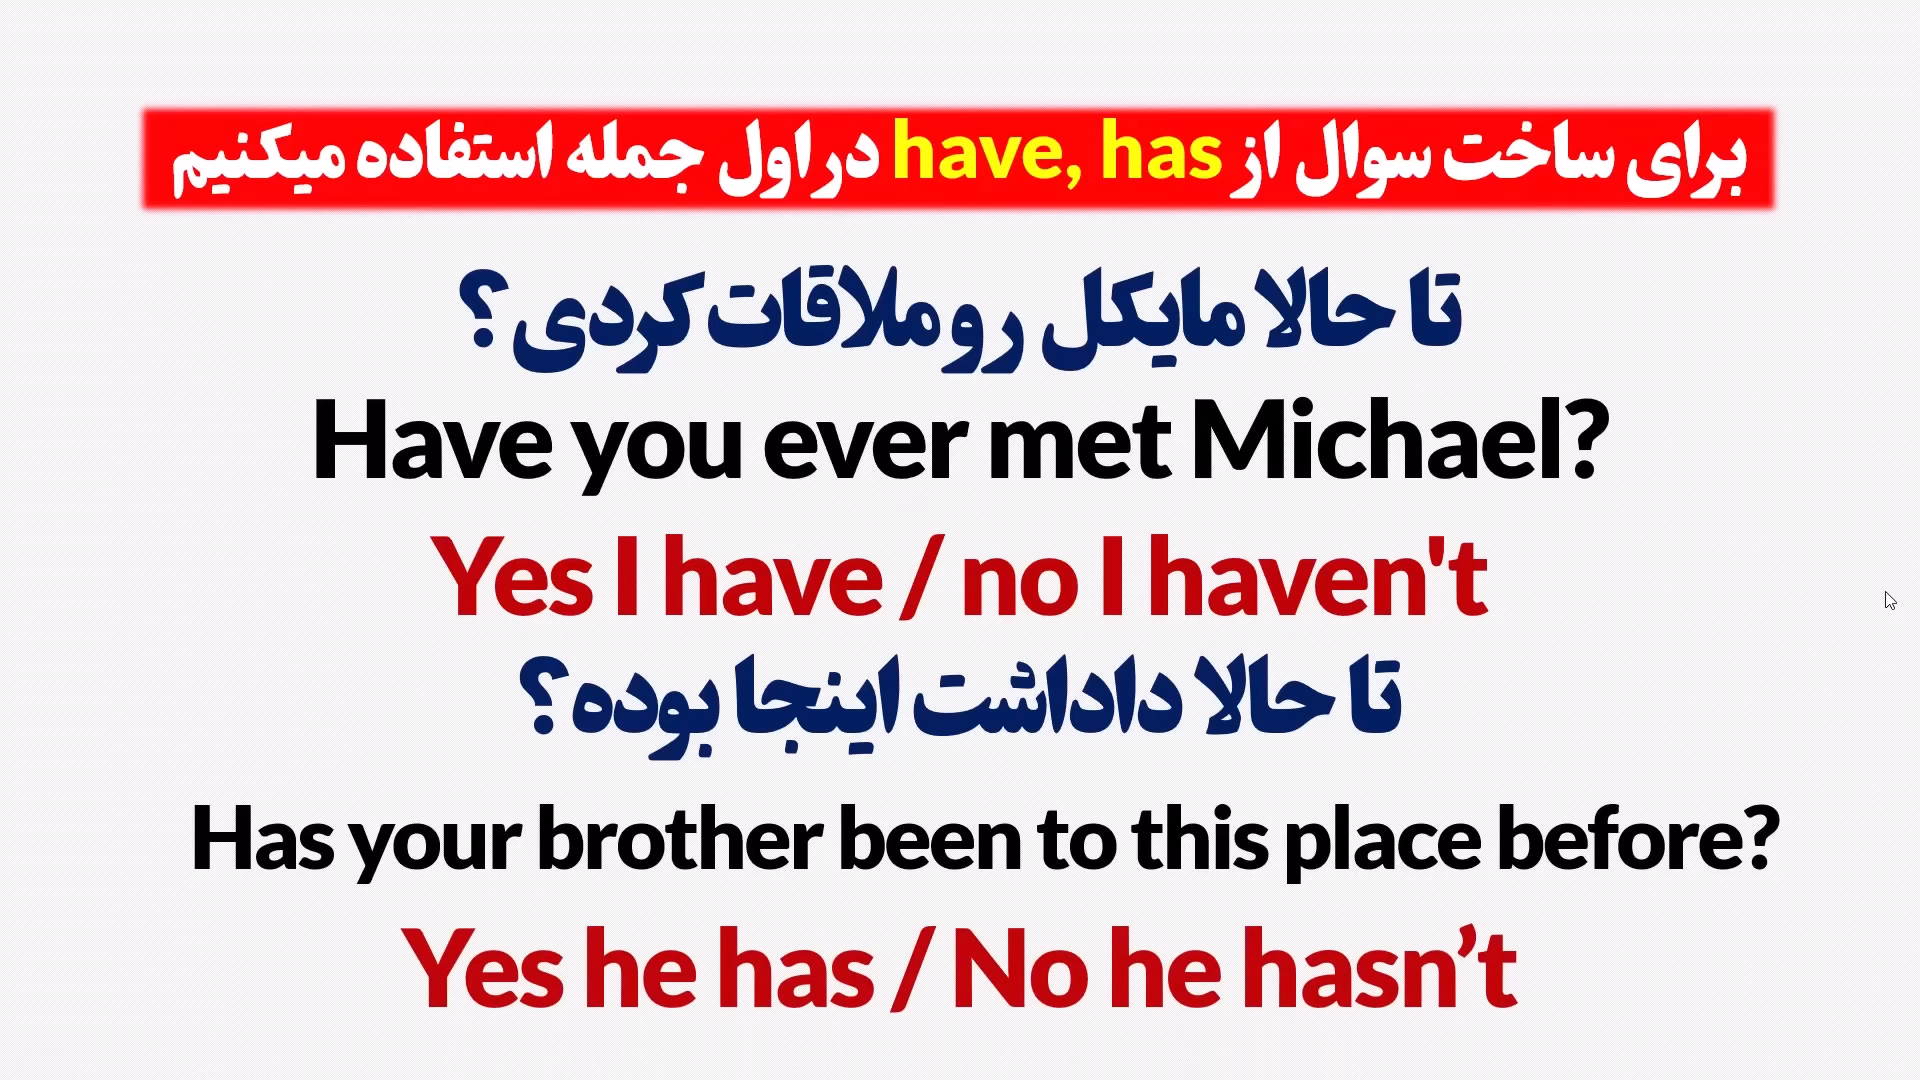 برای ساخت سوال از have, has در اول جمله استفاده میکنیم
تا حالا مایکل رو ملاقات کردی ؟
Have you ever met Michael?
Yes I have / no I haven't
تا حالا داداشت اینجا بوده ؟
Has your brother been to this place before?
Yes he has / No he hasn’t